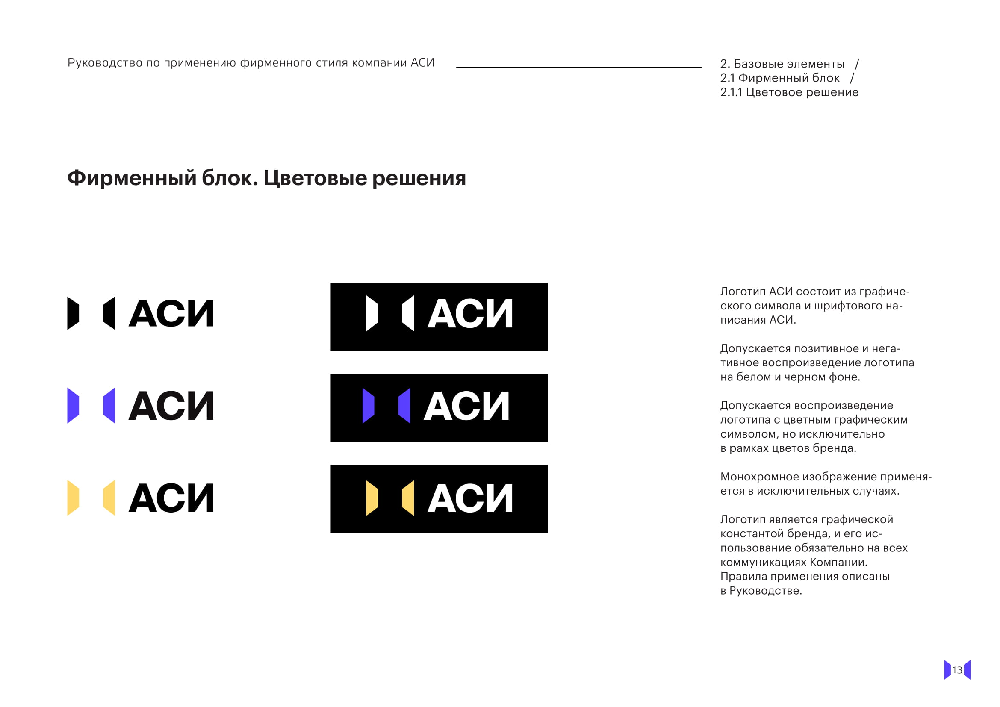 Руководство по применению фирменного стиля компании АСИ
2. Базовые элементы /
2.1 Фирменный блок /
2.1.1 Цветовое решение
Фирменный блок. Цветовые решения
АСИ
АСИ
АСИ
АСИ
АСИ
АСИ
Логотип АСИ состоит из графиче-
ского символа и шрифтового на-
писания АСИ.
Допускается позитивное и нега-
тивное воспроизведение логотипа
на белом и черном фоне.
Допускается воспроизведение
логотипа с цветным графическим
символом, но исключительно
в рамках цветов бренда.
Монохромное изображение применя-
ется в исключительных случаях.
Логотип является графической
константой бренда, и его ис-
пользование обязательно на всех
коммуникациях Компании.
Правила применения описаны
в Руководстве.
13